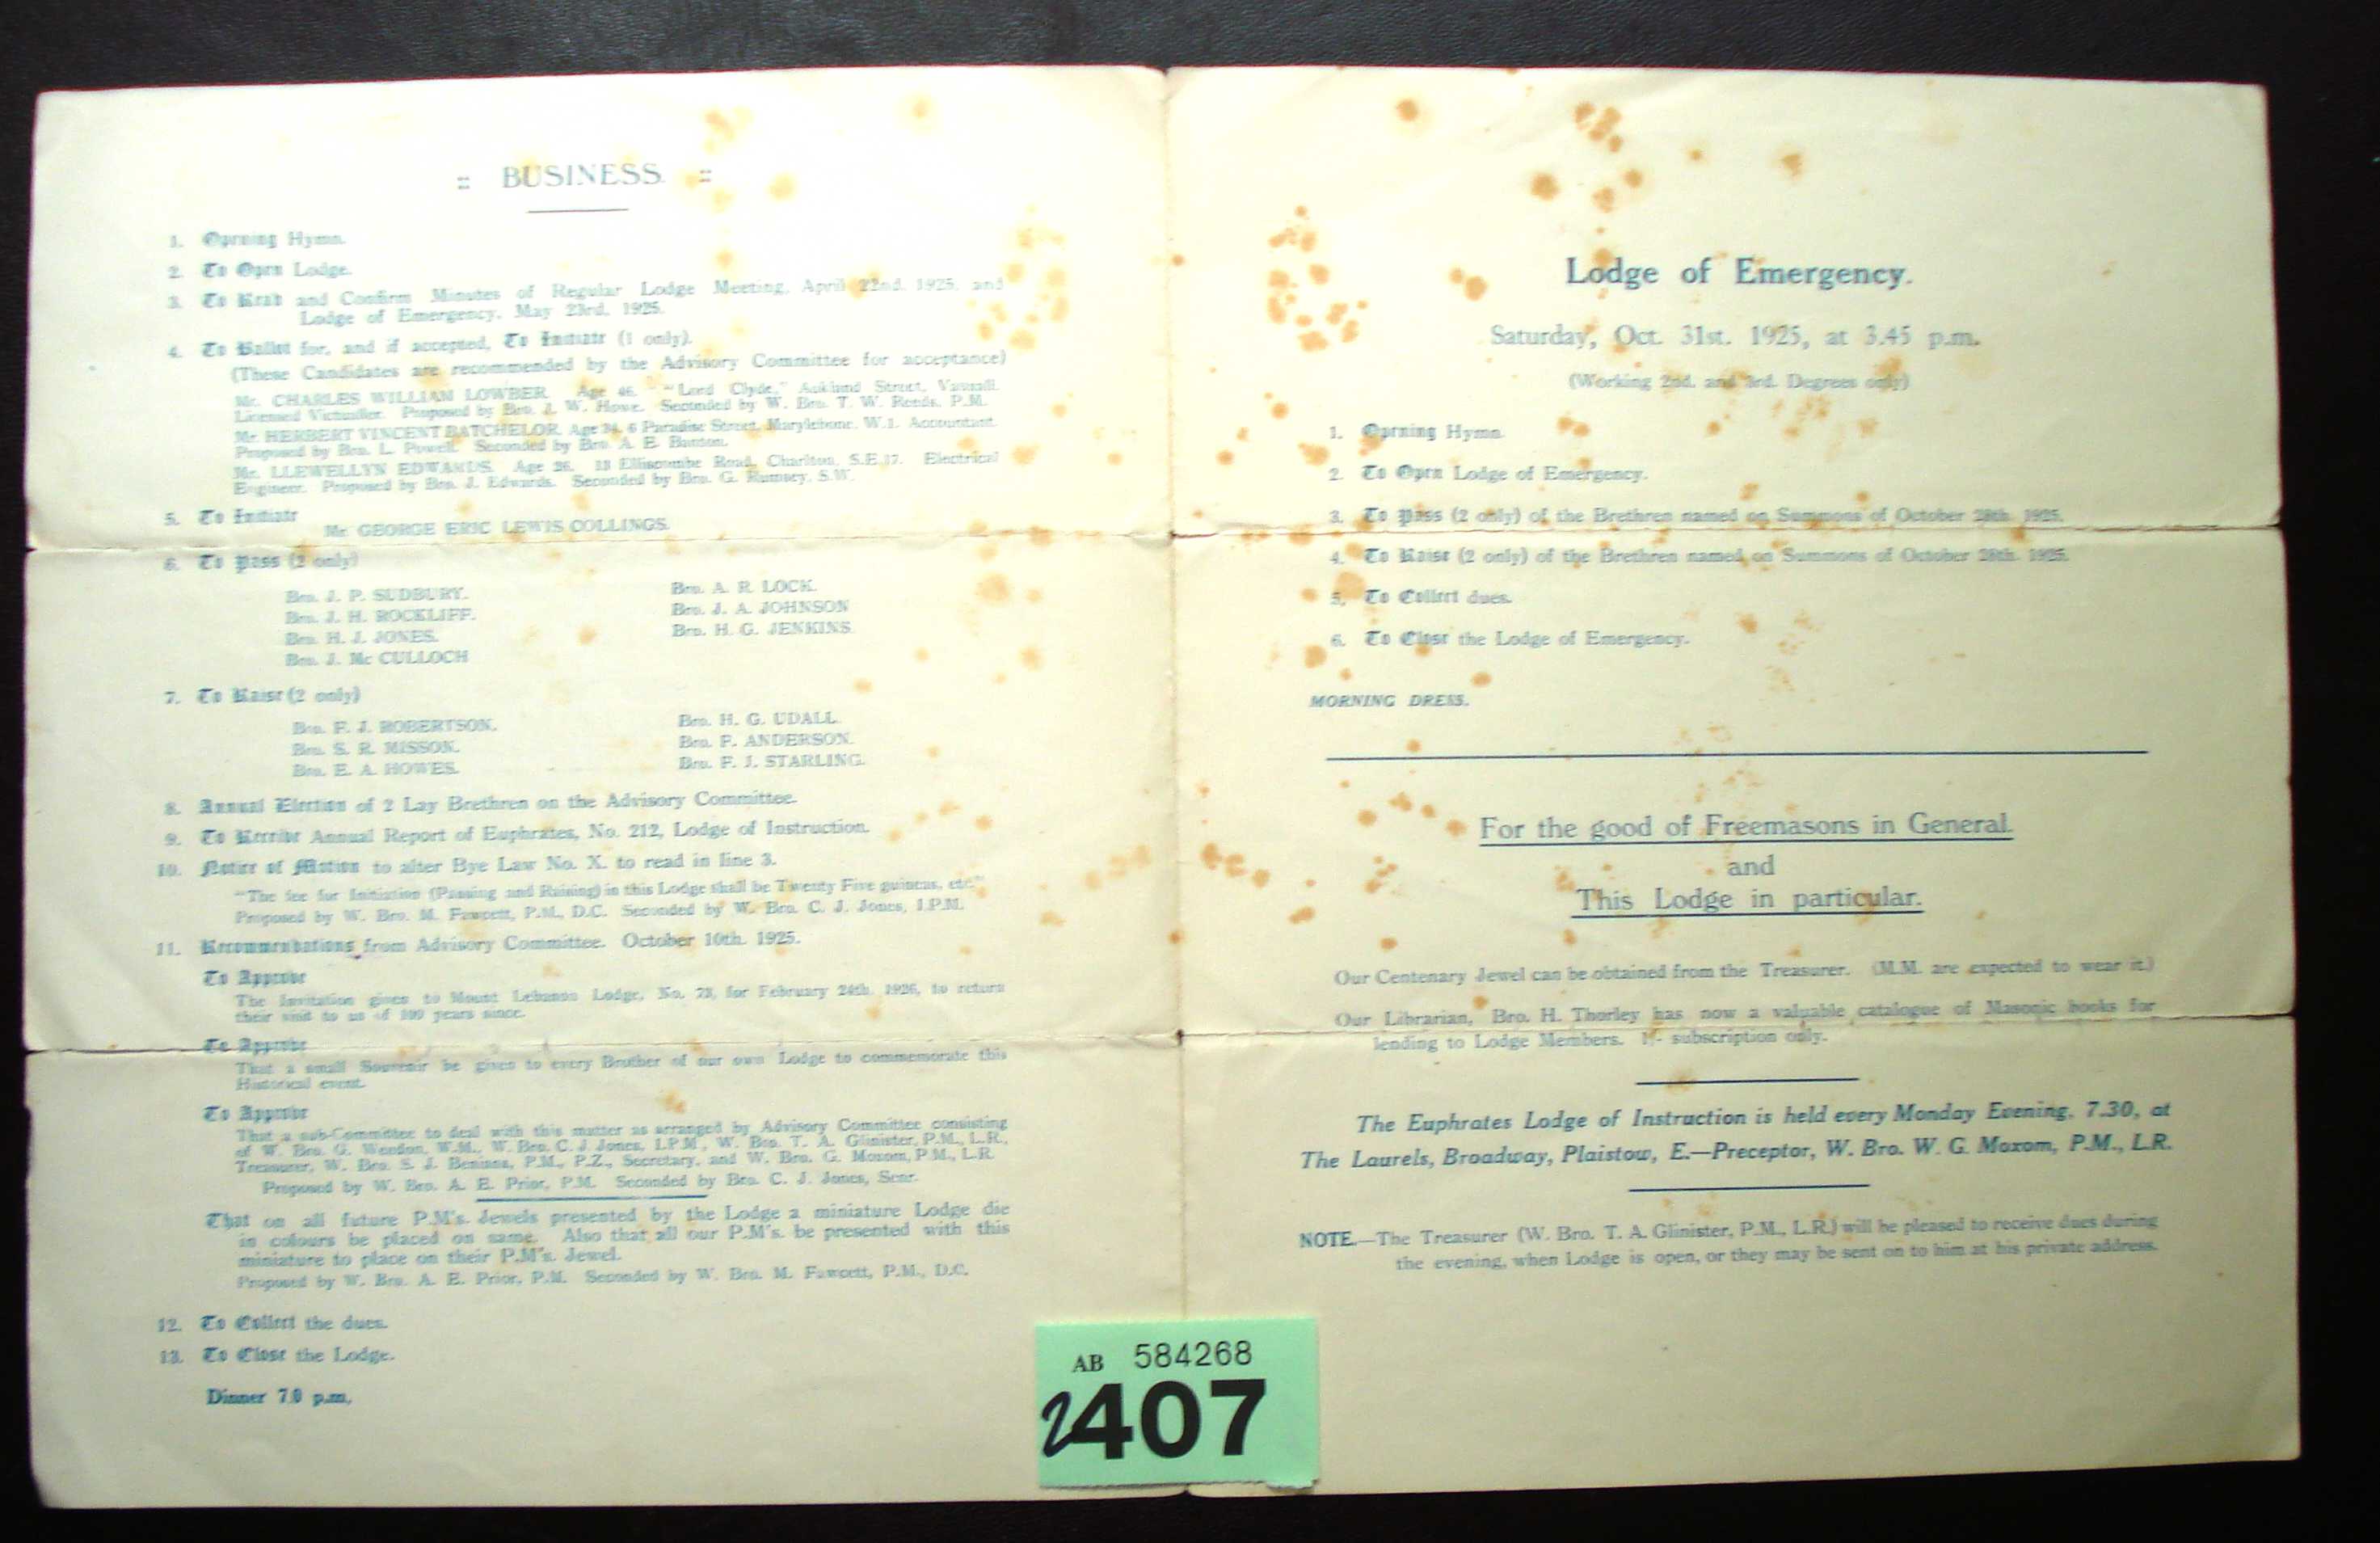 :: BUSINESS. ::
1. Opening Hymn.
2. To Open Lodge.
3. To Read and Confirm Minutes of Regular Lodge Meeting, April 22nd. 1925, and
Lodge of Emergency, May 23rd. 1925.
4. To Ballot for, and if accepted, To Initiate (1 only).
(These Candidates are recommended by the Advisory Committee for acceptance)
Mr. CHARLES WILLIAN LOWBER. Age 46. "Lord Clyde," Street,
Licensed Victualler. Proposed by Bro. J. W. Howe. Seconded by W. Bro. T. W. Reeds, P.M.
Mr. HERBERT VINCENT BATCHELOR. Age 34, 6 Paradise Street, Marylebone, W.1. Accountant.
Proposed by Bro. L. Powell. Seconded by Bro. A. E.
Mr. LLEWELLYN EDWARDS. Age 26. Road, Charlton, S.E.17. Electrical
Engineer. Proposed by Bro. J. Edwards. Seconded by Bro. G. Rumsey, S.W.
5. To Initiate
Mr. GEORGE ERIC LEWIS COLLINGS.
6. To Pass (2 only)
Bro. J. P. SUDBURY.
Bro. J. H. ROCKLIFF.
Bro. H. J. JONES.
Bro. J. Mc CULLOCH
Bro. A. R. LOCK.
Bro. J. A. JOHNSON
Bro. H. G. JENKINS.
7. To Raise (2 only)
Bro. F. J. ROBERTSON.
Bro. S. R. MISSON.
Bro. E. A. HOWES.
Bro. H. G. UDALL.
Bro. F. ANDERSON.
Bro. F. J. STARLING.
8. Annual Election of 2 Lay Brethren on the Advisory Committee.
9. To Receive Annual Report of Euphrates, No. 212, Lodge of Instruction.
10. Notice of Motion to alter Bye Law No. X. to read in line 3.
"The fee for Initiation (Passing and Raising) in this Lodge shall be Twenty Five guineas, etc."
Proposed by W. Bro. M. Fawcett, P.M., D.C. Seconded by W. Bro. C. J. Jones, I.P.M.
11. Recommendations from Advisory Committee. October 10th. 1925.
To Approve
The Invitation given to Mount Lebanon Lodge, No. 73, for February 24th. 1926, to return
their visit to us of 100 years since.
To Approve
That a small Souvenir be given to every Brother of our own Lodge to commemorate this
Historical event.
To Approve
That a sub-Committee to deal with this matter as arranged by Advisory Committee consisting
of W. Bro. G. Weedon, W.M., W. Bro. C. J. Jones, I.P.M., W. Bro. T. A. Glinister, P.M., L.R.,
Treasurer, W. Bro. S. J. P.M., P.Z., Secretary, and W. Bro. G. Moxom, P.M., L.R.
Proposed by W. Bro. A. E. Prior, P.M. Seconded by Bro. C. J. Jones, Senr.
That on all future P.M's. Jewels presented by the Lodge a miniature Lodge die
in colours be placed on same. Also that all our P.M's. be presented with this
miniature to place on their P.M's. Jewel.
Proposed by W. Bro. A. E. Prior, P.M. Seconded by W. Bro. M. Fawcett, P.M., D.C.
12. To Collect the dues.
13. To Close the Lodge.
Dinner 7.0 p.m,
Lodge of Emergency.
Saturday, Oct. 31st. 1925, at 3.45 p.m.
(Working 2nd. and 3rd. Degrees only)
1. Opening Hymn.
2. To Open Lodge of Emergency.
3. To Pass (2 only) of the Brethren named on Summons of October 28th. 1925.
4. To Raise (2 only) of the Brethren named on Summons of October 28th. 1925.
5. To Collect dues.
6. To Close the Lodge of Emergency.
MORNING DRESS.
For the good of Freemasons in General.
and
This Lodge in particular.
Our Centenary Jewel can be obtained from the Treasurer. (M.M. are expected to wear it.)
Our Librarian, Bro. H. Thorley has now a valuable catalogue of Masonic books for
lending to Lodge Members. 1/- subscription only.
The Euphrates Lodge of Instruction is held every Monday Evening, 7.30, at
The Laurels, Broadway, Plaistow, E.—Preceptor, W. Bro. W. G. Moxom, P.M., L.R.
NOTE.—The Treasurer (W. Bro. T. A. Glinister, P.M., L.R.) will be pleased to receive dues during
the evening, when Lodge is open, or they may be sent on to him at his private address.
AB 584268
2407